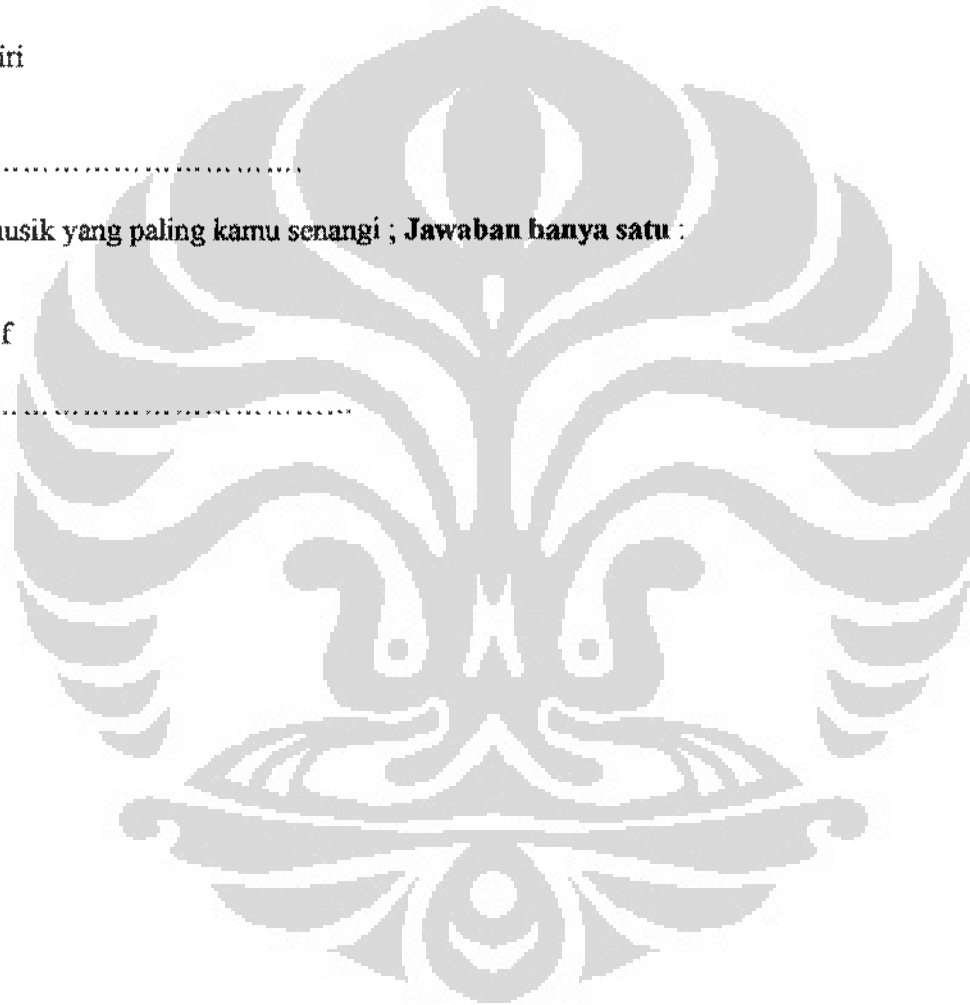 iri
......................................................
usik yang paling kamu senangi ; Jawaban hanya satu :
f
...............................................................